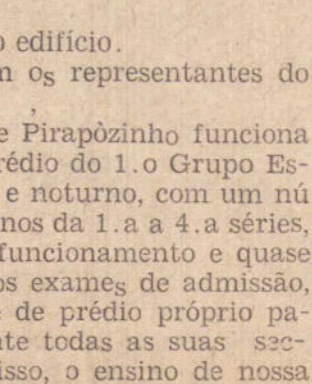 o edifício.
m os representantes do
,
e Pirapòzinho funciona
rédio do 1.o Grupo Es-
e noturno, com um nú
nos da 1.a a 4.a séries,
funcionamento e quase
os exames de admissão,
e de prédio próprio pa-
nte todas as suas sec-
isso, o ensino de nossa